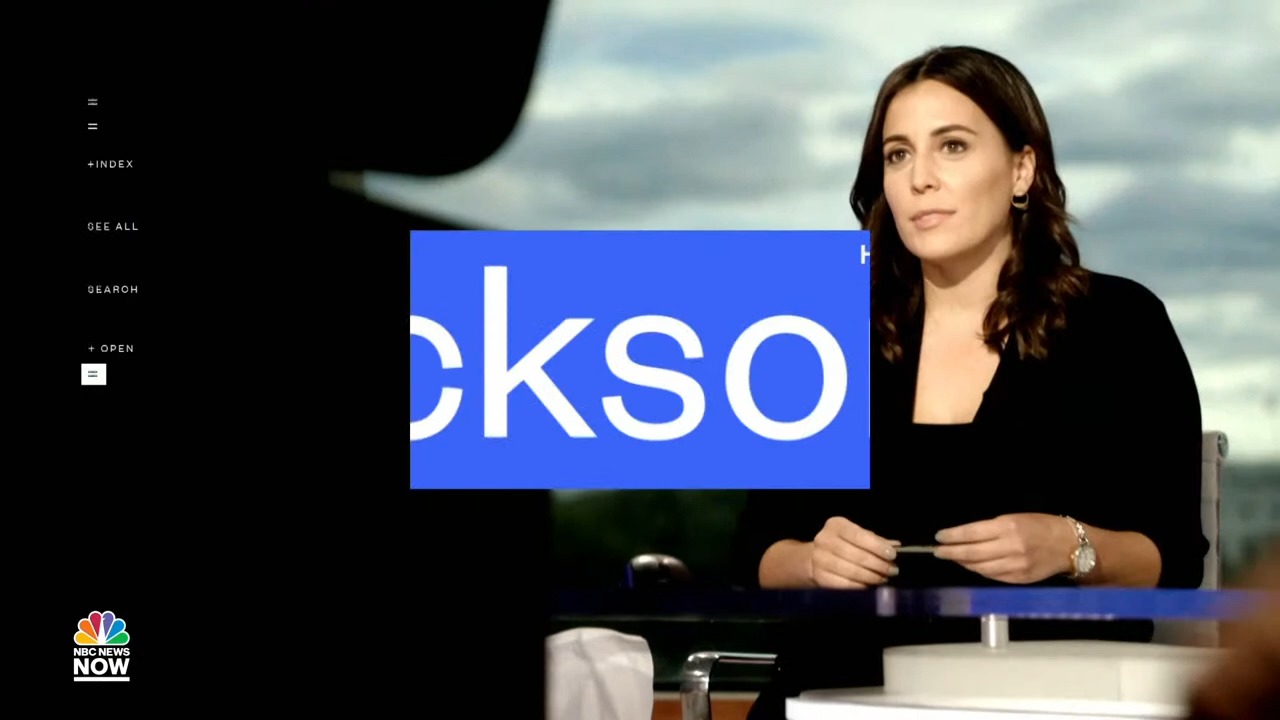 +INDEX
SEE ALL
SEARCH
+ OPEN
H
ckso
NBC NEWS
NOW